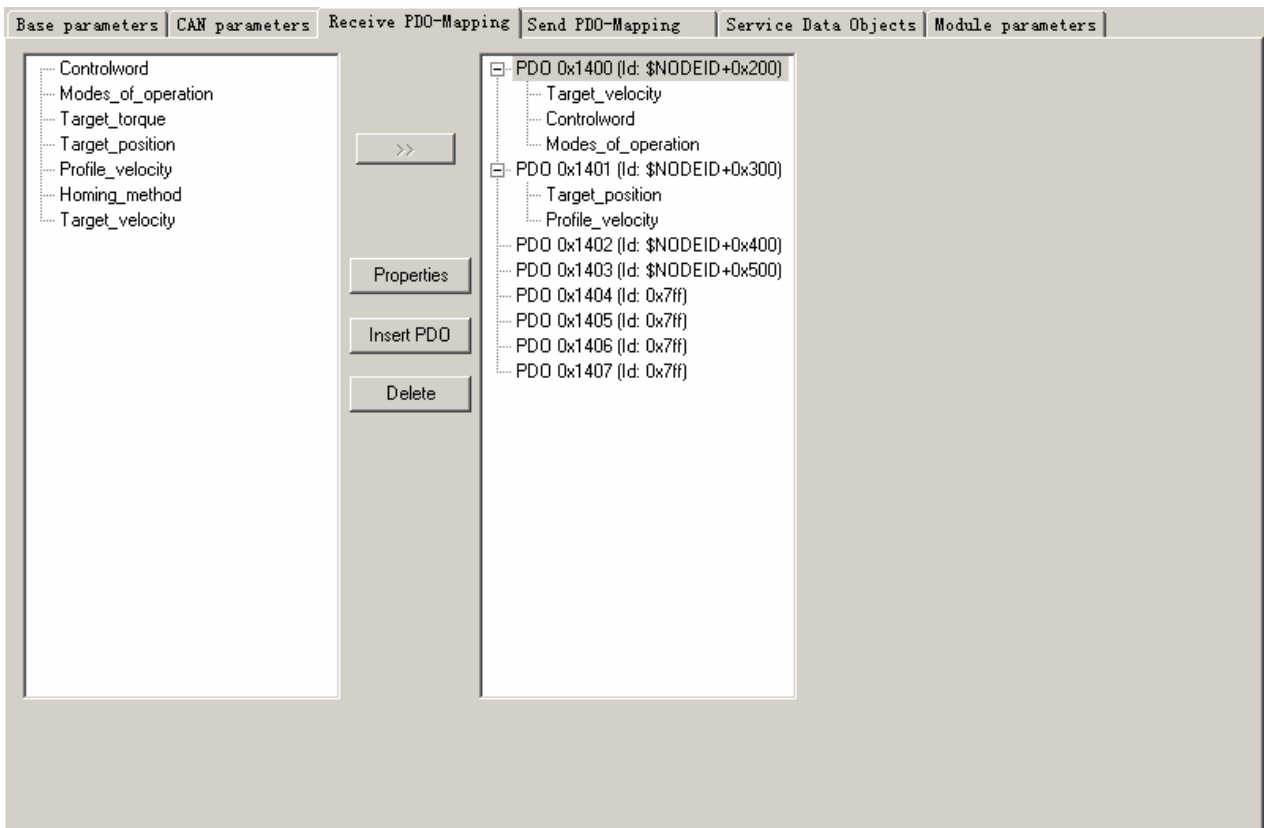 Base parameters CAN parameters Receive PDO-Mapping Send PDO-Mapping Service Data Objects Module parameters
Controlword
Modes_of_operation
Target_torque
Target_position
Profile_velocity
Homing_method
Target_velocity
>>
Properties
Insert PDO
Delete
PDO 0x1400 (Id: $NODEID+0x200)
Target_velocity
Controlword
Modes_of_operation
PDO 0x1401 (Id: $NODEID+0x300)
Target_position
Profile_velocity
PDO 0x1402 (Id: $NODEID+0x400)
PDO 0x1403 (Id: $NODEID+0x500)
PDO 0x1404 (Id: 0x7ff)
PDO 0x1405 (Id: 0x7ff)
PDO 0x1406 (Id: 0x7ff)
PDO 0x1407 (Id: 0x7ff)